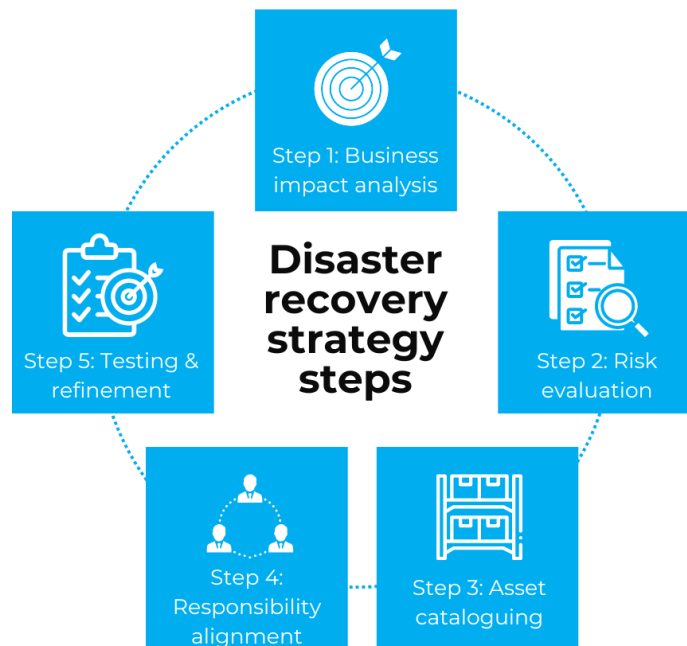 Step 1: Business
impact analysis
Disaster
recovery
strategy
steps
Step 2: Risk
evaluation
Step 3: Asset
cataloguing
Step 4:
Responsibility
alignment
Step 5: Testing &
refinement